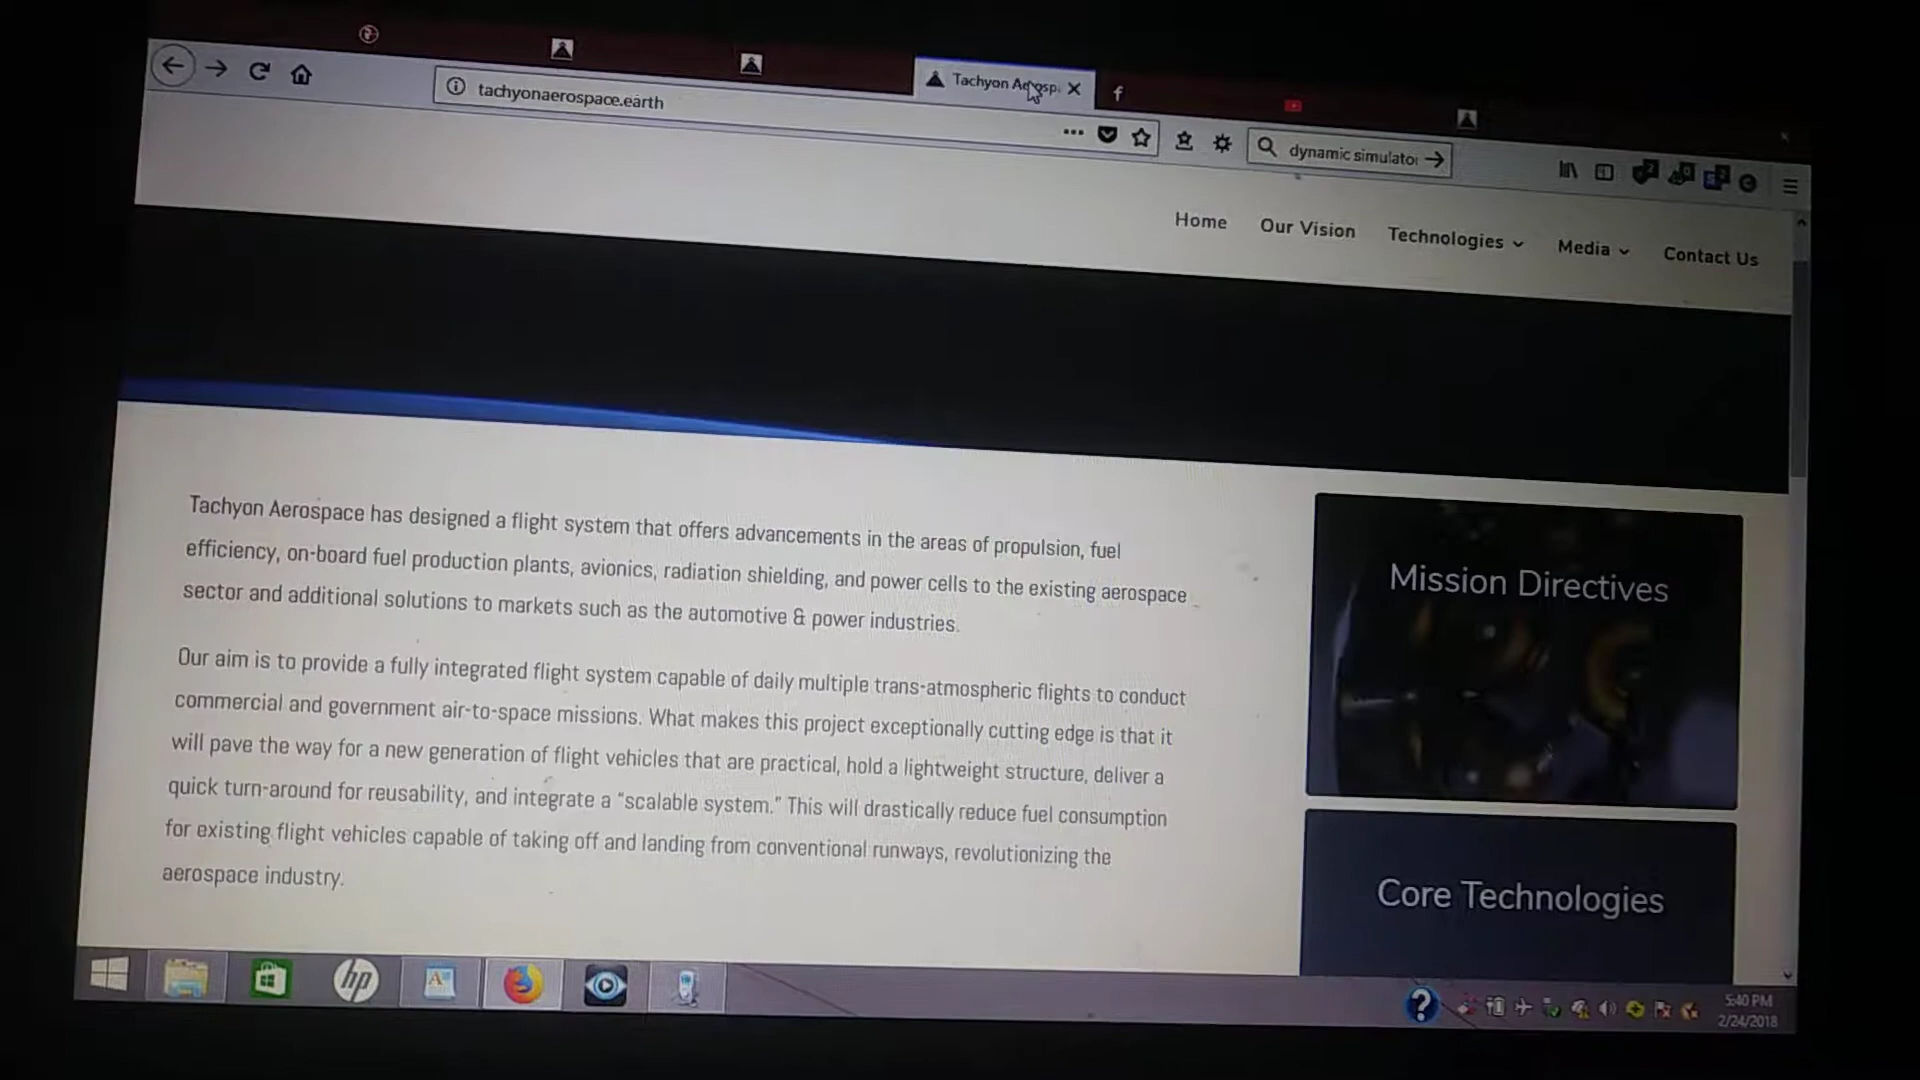 Tachyon Aerosp
tachyonaerospace.earth
dynamic simulator
Home Our Vision Technologies Media Contact Us
Tachyon Aerospace has designed a flight system that offers advancements in the areas of propulsion, fuel
efficiency, on-board fuel production plants, avionics, radiation shielding, and power cells to the existing aerospace
sector and additional solutions to markets such as the automotive & power industries.
Our aim is to provide a fully integrated flight system capable of daily multiple trans-atmospheric flights to conduct
commercial and government air-to-space missions. What makes this project exceptionally cutting edge is that it
will pave the way for a new generation of flight vehicles that are practical, hold a lightweight structure, deliver a
quick turn-around for reusability, and integrate a “scalable system.” This will drastically reduce fuel consumption
for existing flight vehicles capable of taking off and landing from conventional runways, revolutionizing the
aerospace industry.
Mission Directives
Core Technologies
hp
5:40 PM
2/24/2018